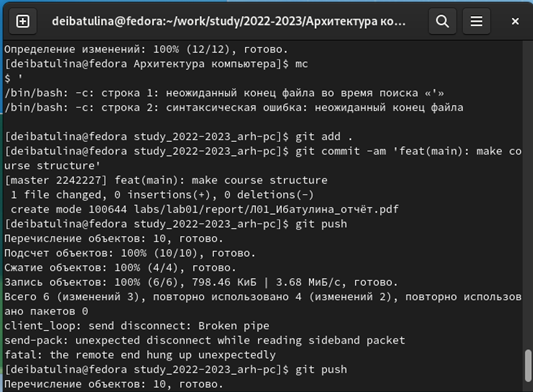 deibatulina@fedora:~/work/study/2022-2023/Архитектура ко...
Определение изменений: 100% (12/12), готово.
[deibatulina@fedora Архитектура компьютера]$ mc
$ '
/bin/bash: -c: строка 1: неожиданный конец файла во время поиска «'»
/bin/bash: -c: строка 2: синтаксическая ошибка: неожиданный конец файла
[deibatulina@fedora study_2022-2023_arh-pc]$ git add .
[deibatulina@fedora study_2022-2023_arh-pc]$ git commit -am 'feat(main): make co
urse structure'
[master 2242227] feat(main): make course structure
1 file changed, 0 insertions(+), 0 deletions(-)
create mode 100644 labs/lab01/report/Л01_Ибатулина_отчёт.pdf
[deibatulina@fedora study_2022-2023_arh-pc]$ git push
Перечисление объектов: 10, готово.
Подсчет объектов: 100% (10/10), готово.
Сжатие объектов: 100% (4/4), готово.
Запись объектов: 100% (6/6), 798.46 КиБ | 3.68 МиБ/с, готово.
Всего 6 (изменений 3), повторно использовано 4 (изменений 2), повторно использов
ано пакетов 0
client_loop: send disconnect: Broken pipe
send-pack: unexpected disconnect while reading sideband packet
fatal: the remote end hung up unexpectedly
[deibatulina@fedora study_2022-2023_arh-pc]$ git push
Перечисление объектов: 10, готово.